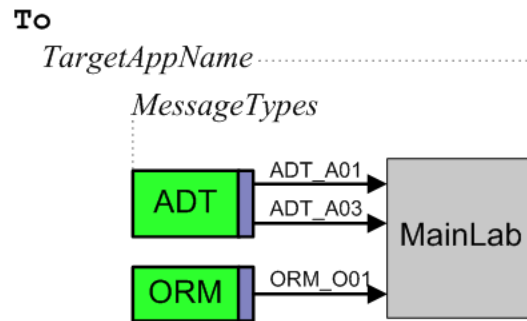 To
TargetAppName
MessageTypes
ADT_A01
ADT
ADT_A03
MainLab
ORM_O01
ORM